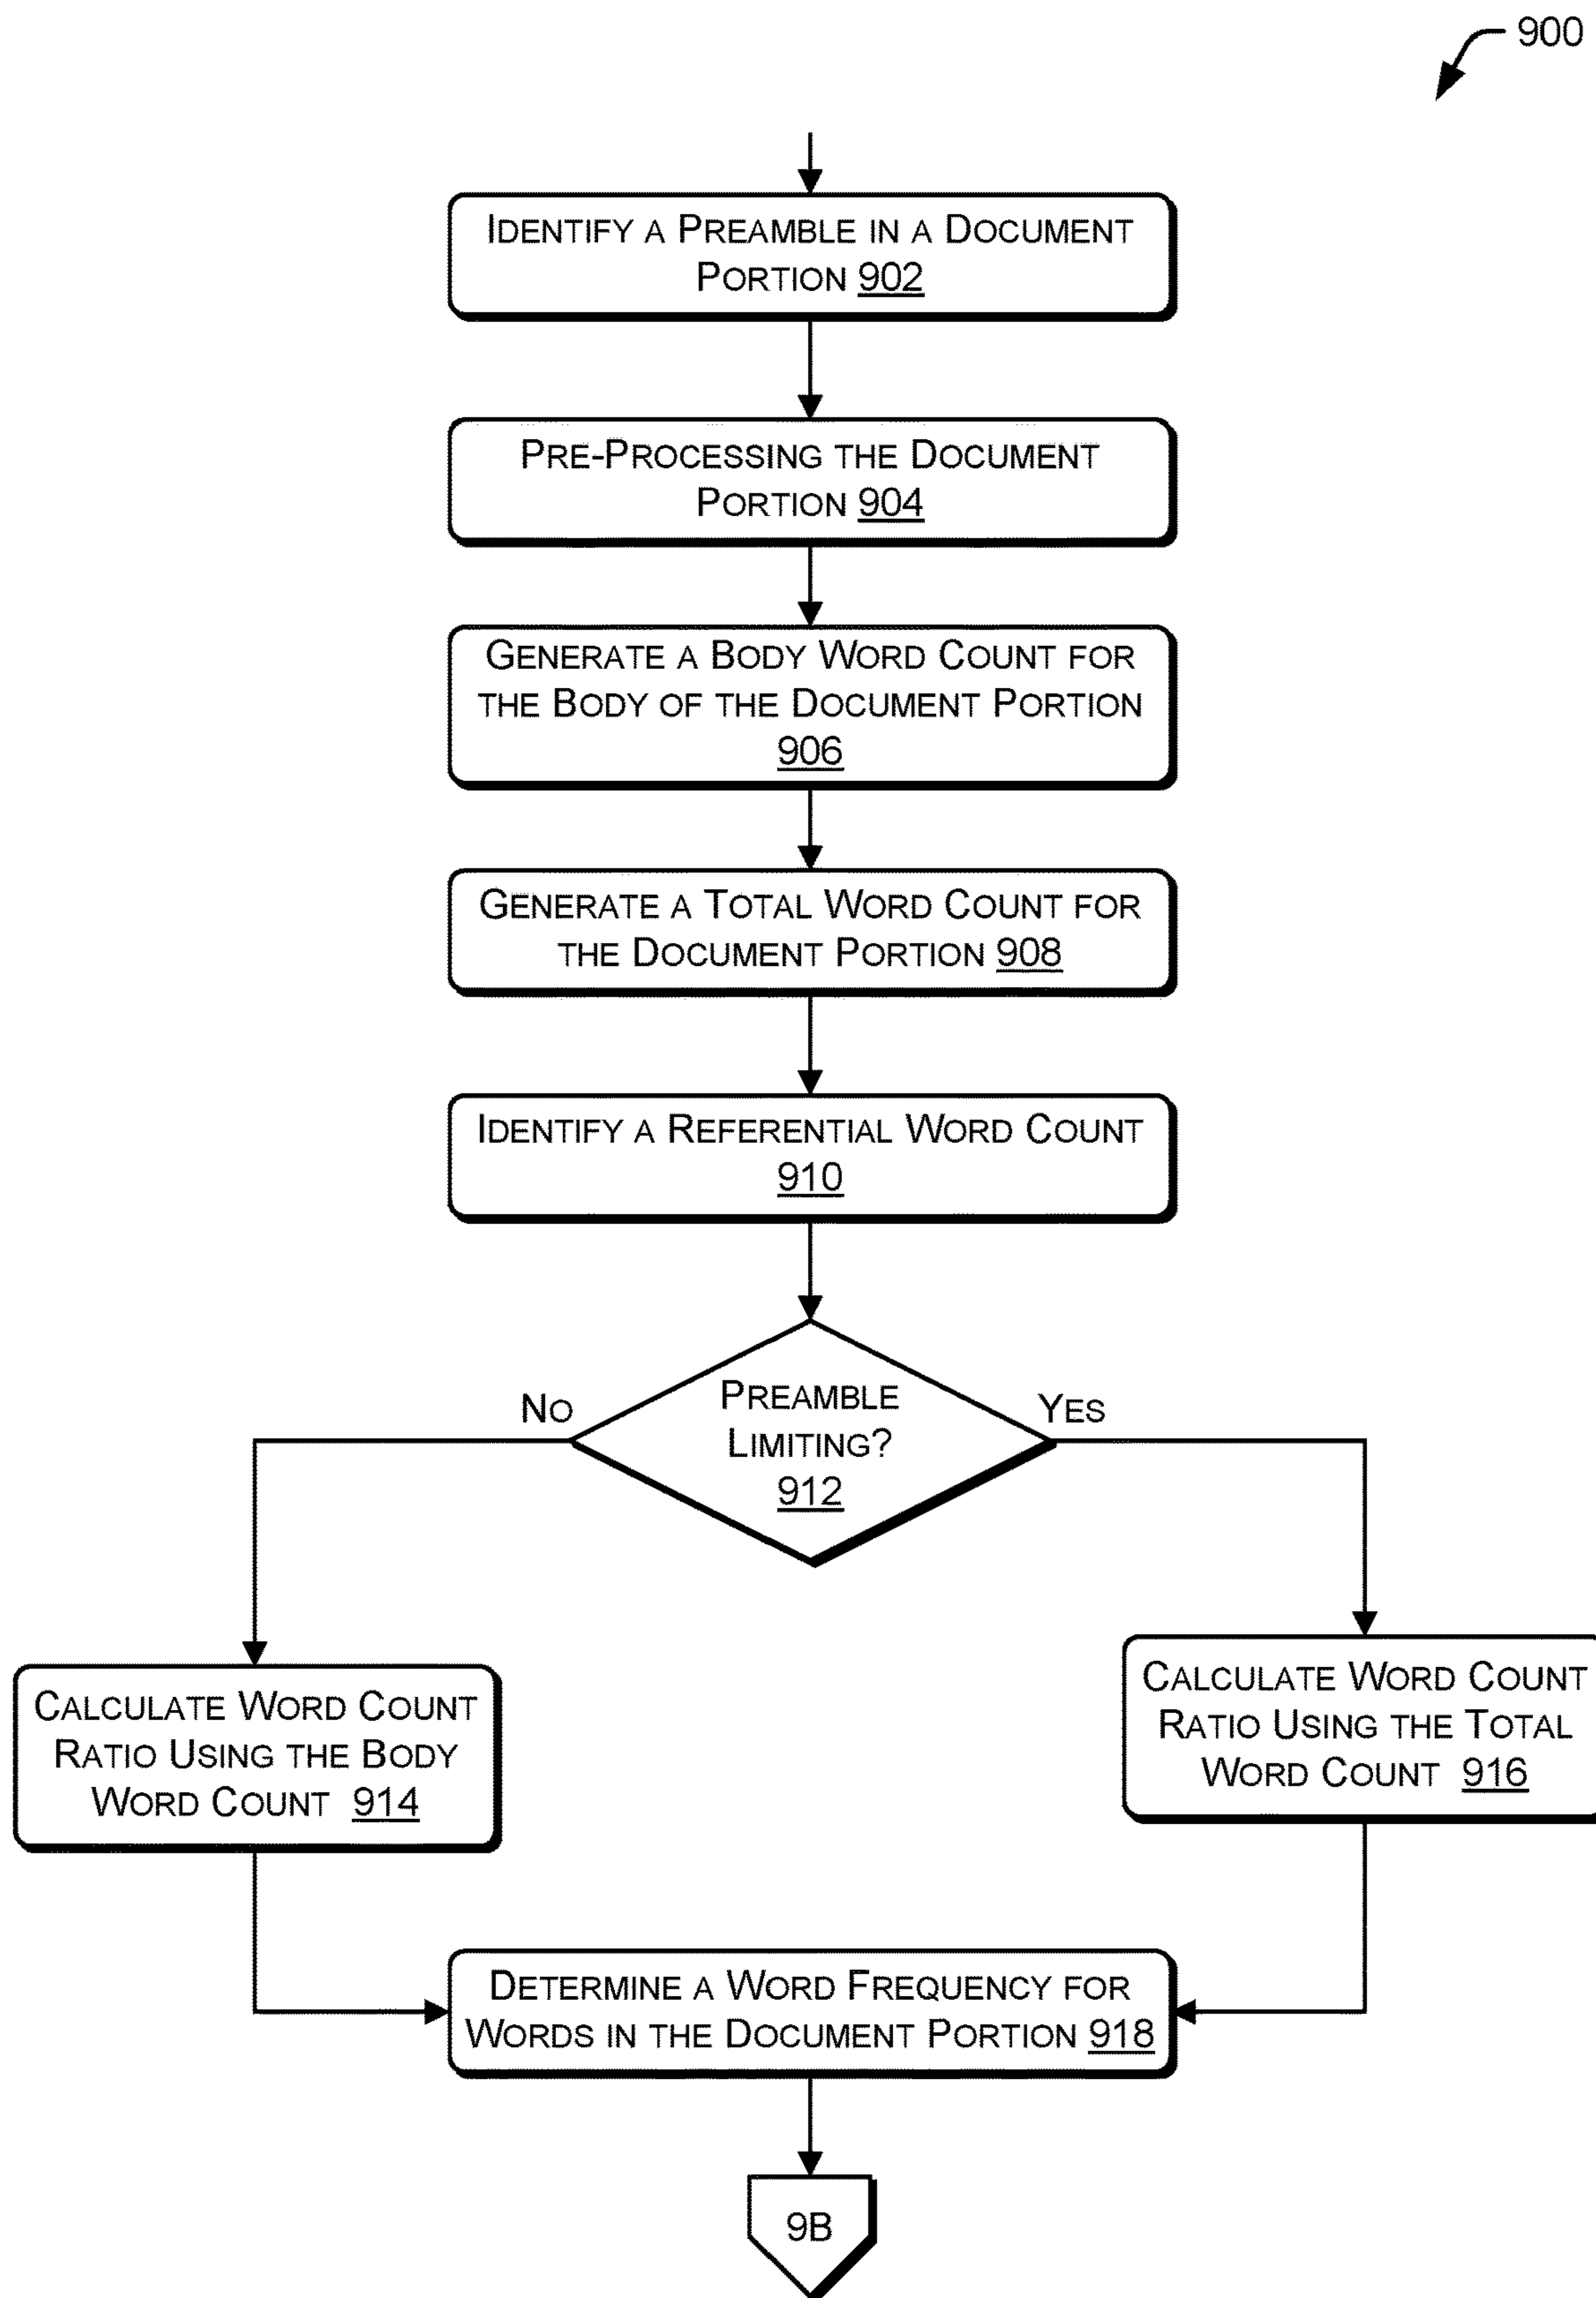 900
IDENTIFY A PREAMBLE IN A DOCUMENT
PORTION 902
PRE-PROCESSING THE DOCUMENT
PORTION 904
GENERATE A BODY WORD COUNT FOR
THE BODY OF THE DOCUMENT PORTION
906
GENERATE A TOTAL WORD COUNT FOR
THE DOCUMENT PORTION 908
IDENTIFY A REFERENTIAL WORD COUNT
910
NO
PREAMBLE
LIMITING?
912
YES
CALCULATE WORD COUNT
RATIO USING THE BODY
WORD COUNT 914
CALCULATE WORD COUNT
RATIO USING THE TOTAL
WORD COUNT 916
DETERMINE A WORD FREQUENCY FOR
WORDS IN THE DOCUMENT PORTION 918
9B